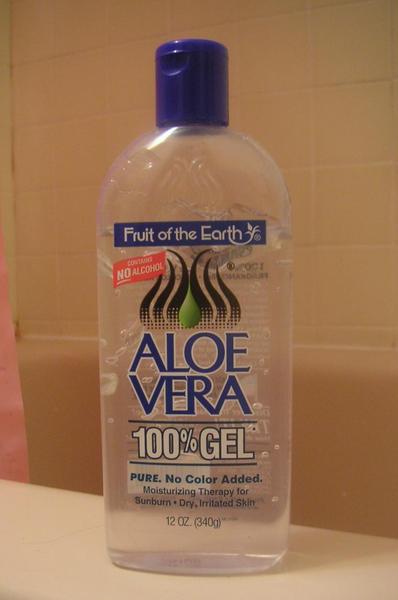 Fruit of the Earth®
CONTAINS
NO ALCOHOL
ALOE
VERA
100% GEL
PURE. No Color Added.
Moisturizing Therapy for
Sunburn • Dry, Irritated Skin
12 OZ. (340g)